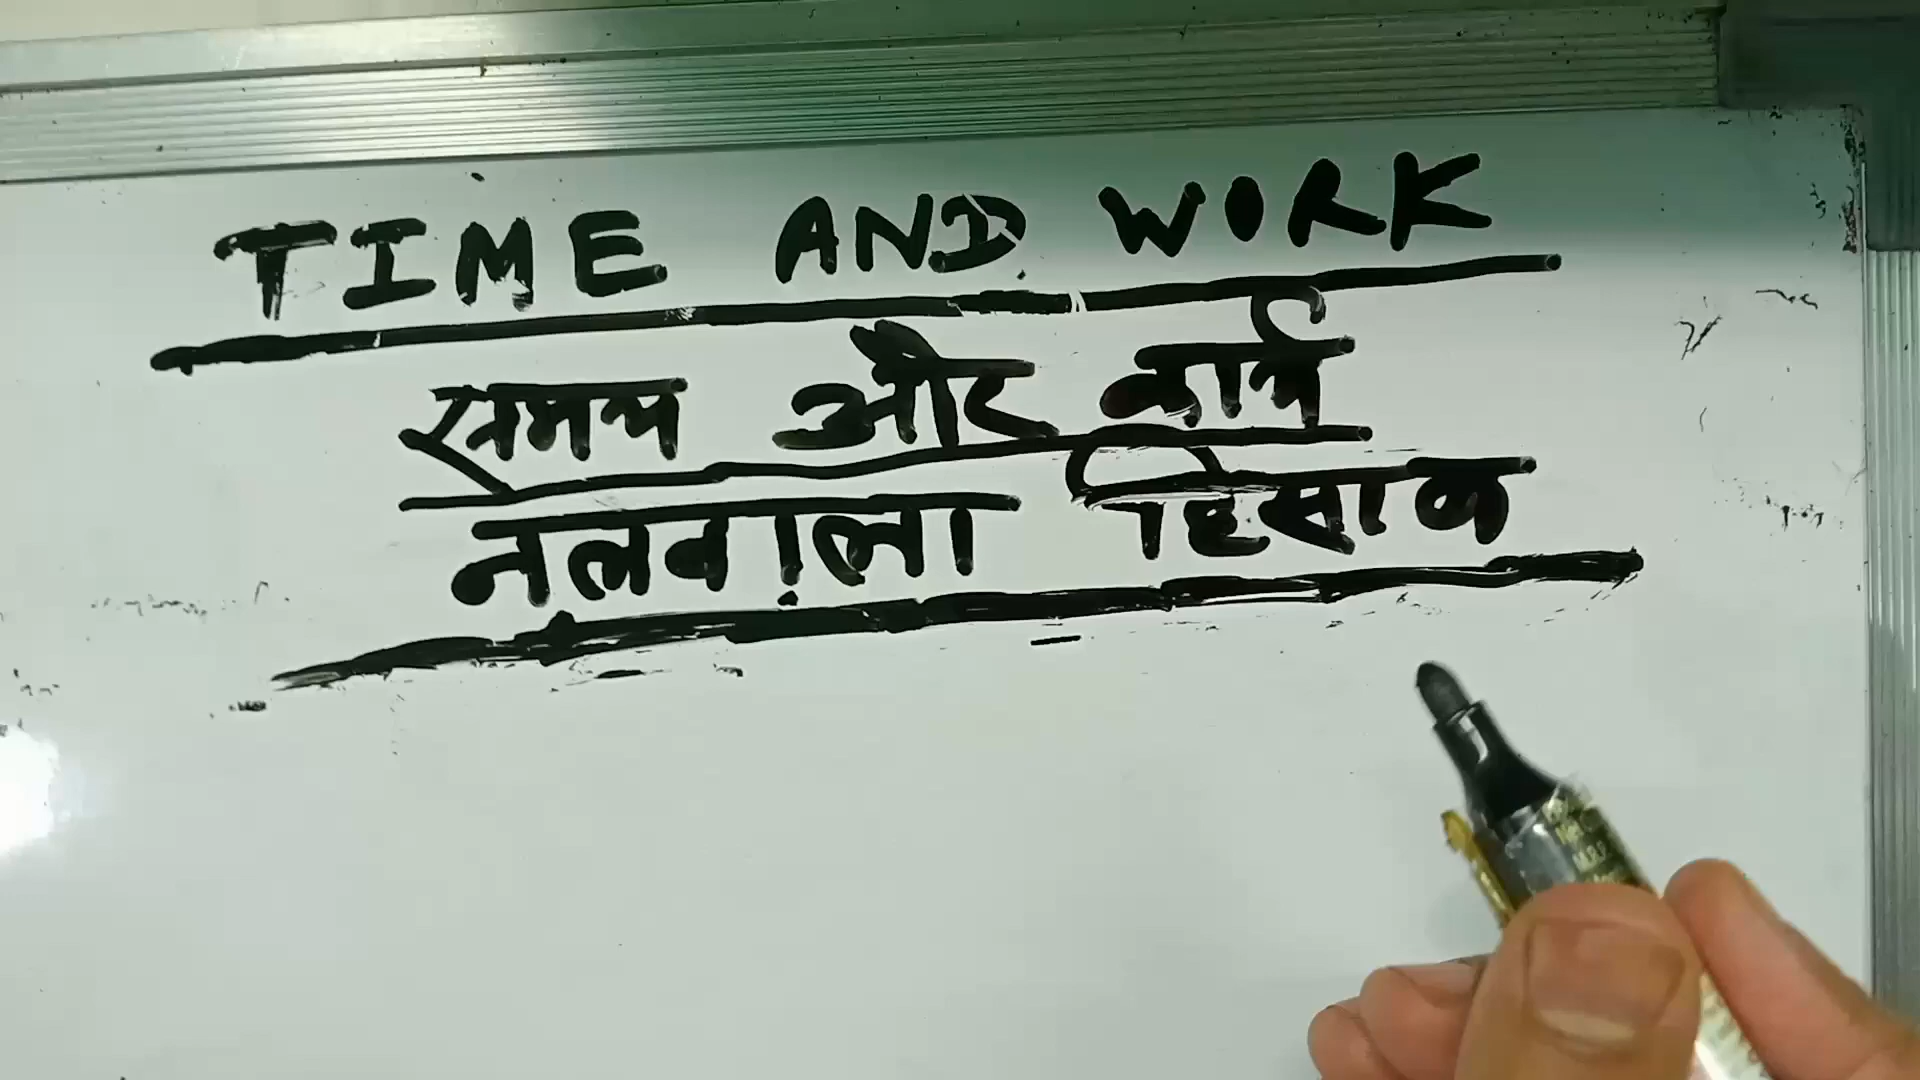 TIME AND WORK
समय और कार्य
नलवाला हिसाब
M.R.P.